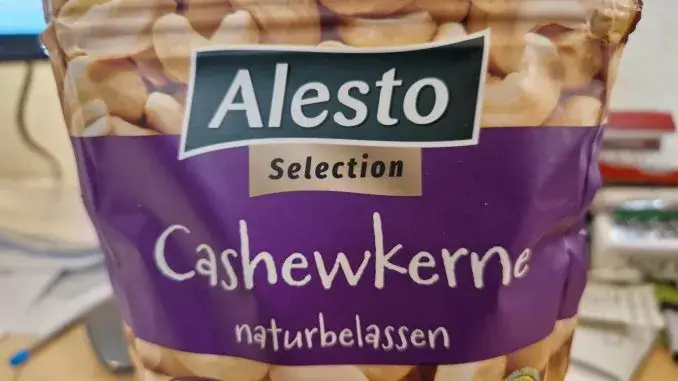 Alesto
Selection
Cashewkerne
naturbelassen